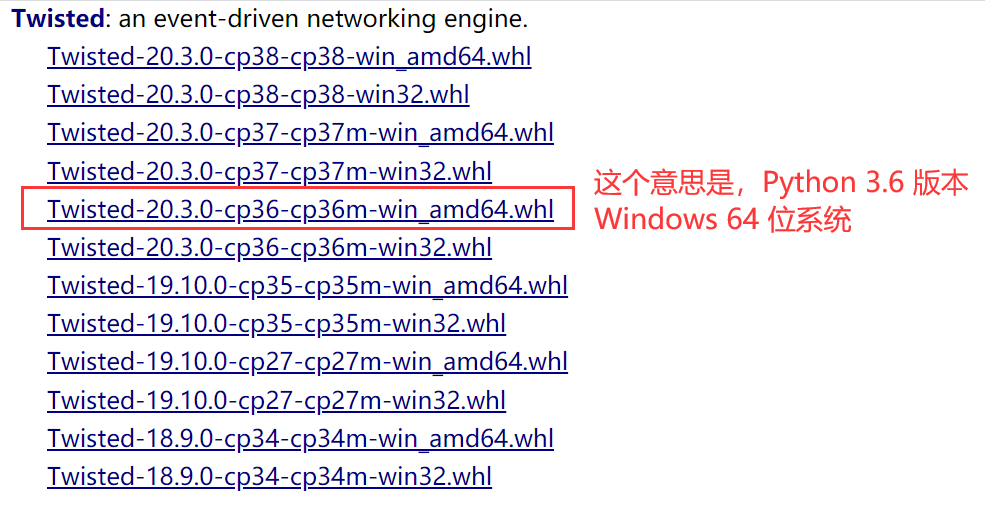 Twisted: an event-driven networking engine.
Twisted-20.3.0-cp38-cp38-win_amd64.whl
Twisted-20.3.0-cp38-cp38-win32.whl
Twisted-20.3.0-cp37-cp37m-win_amd64.whl
Twisted-20.3.0-cp37-cp37m-win32.whl
Twisted-20.3.0-cp36-cp36m-win_amd64.whl
这个意思是，Python 3.6 版本
Windows 64 位系统
Twisted-20.3.0-cp36-cp36m-win32.whl
Twisted-19.10.0-cp35-cp35m-win_amd64.whl
Twisted-19.10.0-cp35-cp35m-win32.whl
Twisted-19.10.0-cp27-cp27m-win_amd64.whl
Twisted-19.10.0-cp27-cp27m-win32.whl
Twisted-18.9.0-cp34-cp34m-win_amd64.whl
Twisted-18.9.0-cp34-cp34m-win32.whl